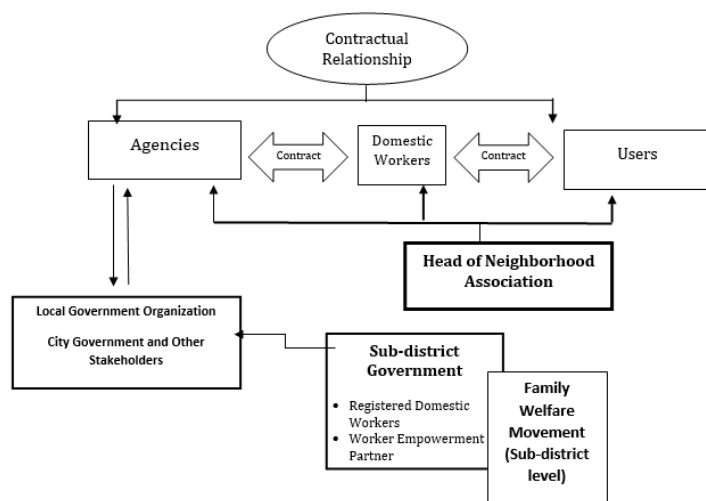 Contractual
Relationship
Agencies
Contract
Domestic
Workers
Contract
Users
Head of Neighborhood
Association
Local Government Organization
City Government and Other
Stakeholders
Sub-district
Government
• Registered Domestic
Workers
• Worker Empowerment
Partner
Family
Welfare
Movement
(Sub-district
level)